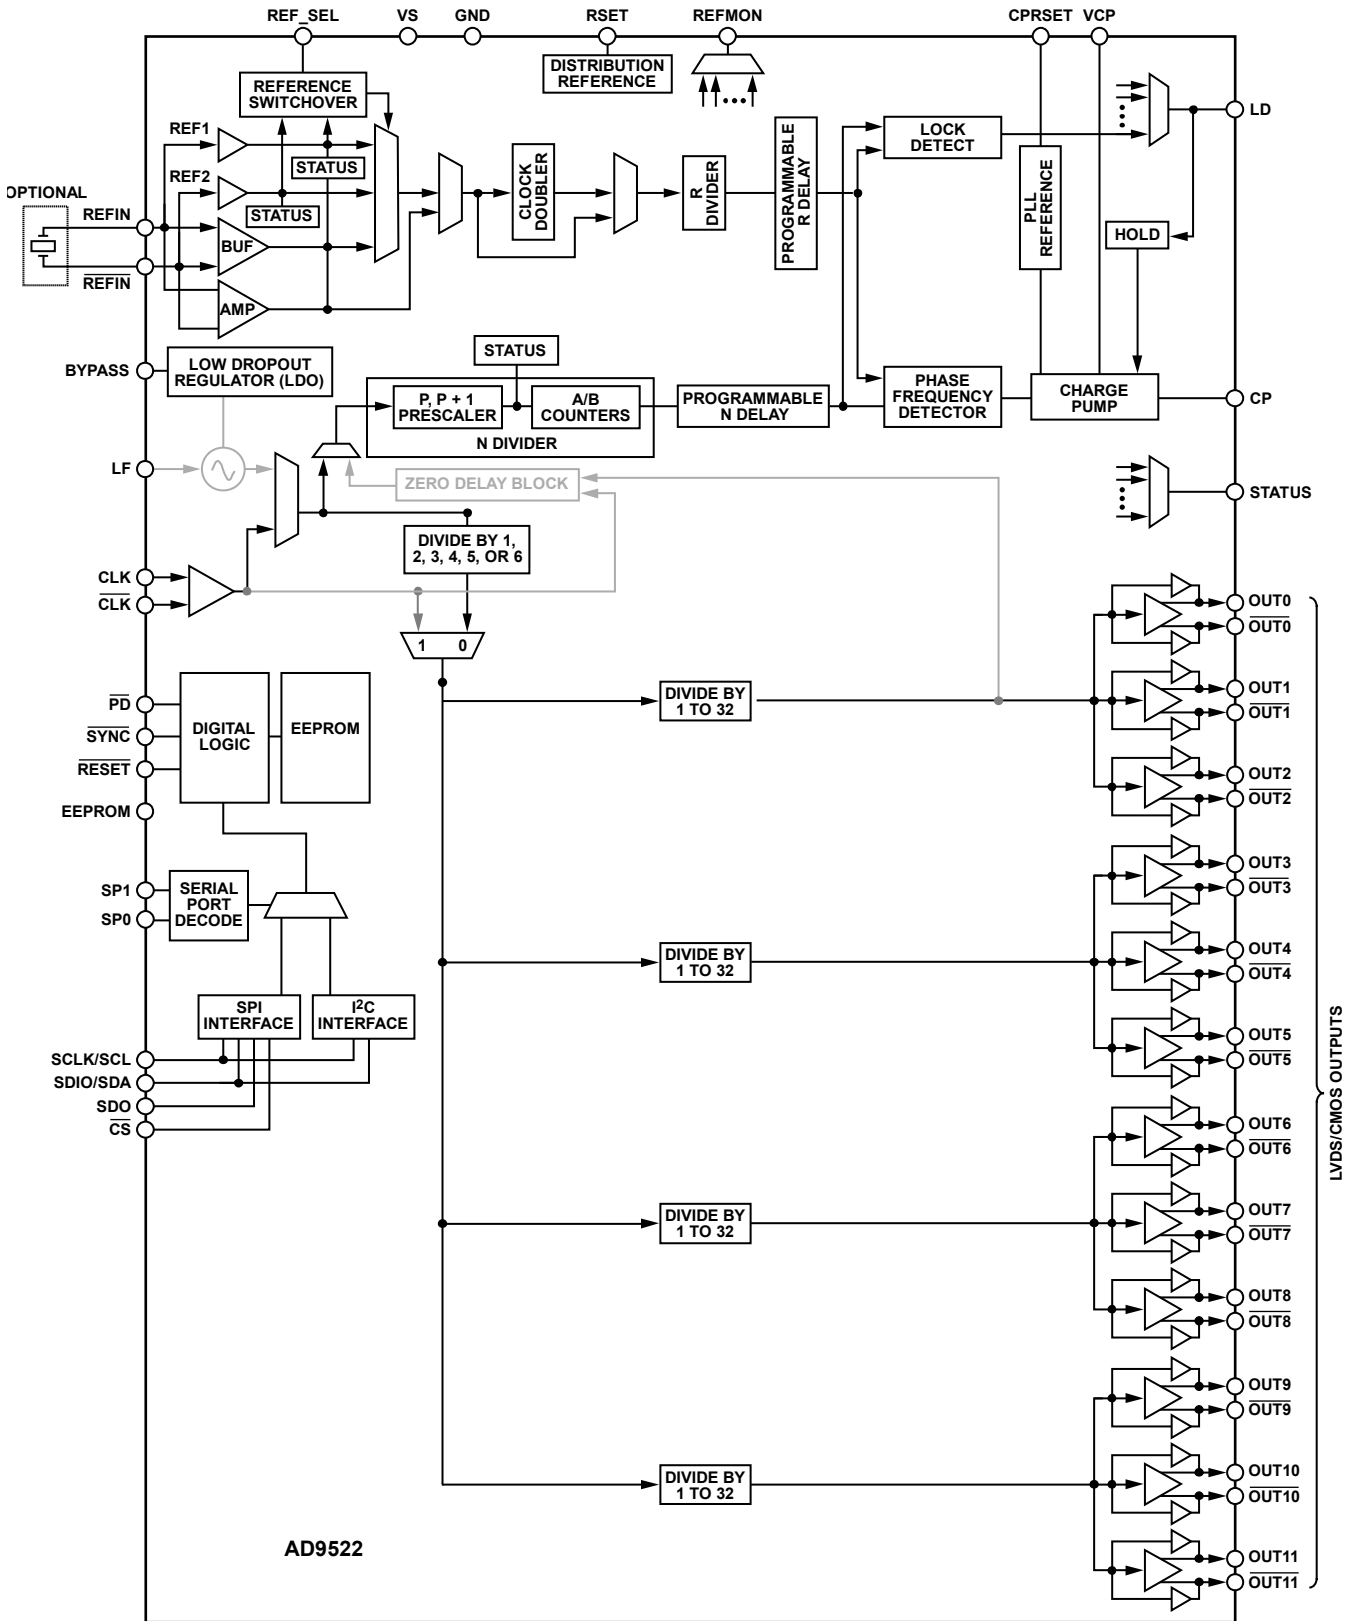 REF_SEL VS GND RSET REFMON CPRSET VCP
DISTRIBUTION
REFERENCE
REFERENCE
SWITCHOVER
REF1
STATUS
REF2
STATUS
OPTIONAL
REFIN
BUF
REFIN
AMP
CLOCK
DOUBLER
R
DIVIDER
PROGRAMMABLE
R DELAY
LOCK
DETECT
LD
PLL
REFERENCE
HOLD
BYPASS
LOW DROPOUT
REGULATOR (LDO)
STATUS
P, P + 1
PRESCALER
A/B
COUNTERS
N DIVIDER
PROGRAMMABLE
N DELAY
PHASE
FREQUENCY
DETECTOR
CHARGE
PUMP
CP
LF
ZERO DELAY BLOCK
STATUS
DIVIDE BY 1,
2, 3, 4, 5, OR 6
CLK
CLK
1 0
OUT0
OUT0
DIVIDE BY
1 TO 32
OUT1
OUT1
OUT2
OUT2
PD
SYNC
RESET
DIGITAL
LOGIC
EEPROM
EEPROM
SP1
SP0
SERIAL
PORT
DECODE
OUT3
OUT3
DIVIDE BY
1 TO 32
OUT4
OUT4
OUT5
OUT5
SPI
INTERFACE
I2C
INTERFACE
SCLK/SCL
SDIO/SDA
SDO
CS
LVDS/CMOS OUTPUTS
OUT6
OUT6
DIVIDE BY
1 TO 32
OUT7
OUT7
OUT8
OUT8
OUT9
OUT9
DIVIDE BY
1 TO 32
OUT10
OUT10
OUT11
OUT11
AD9522